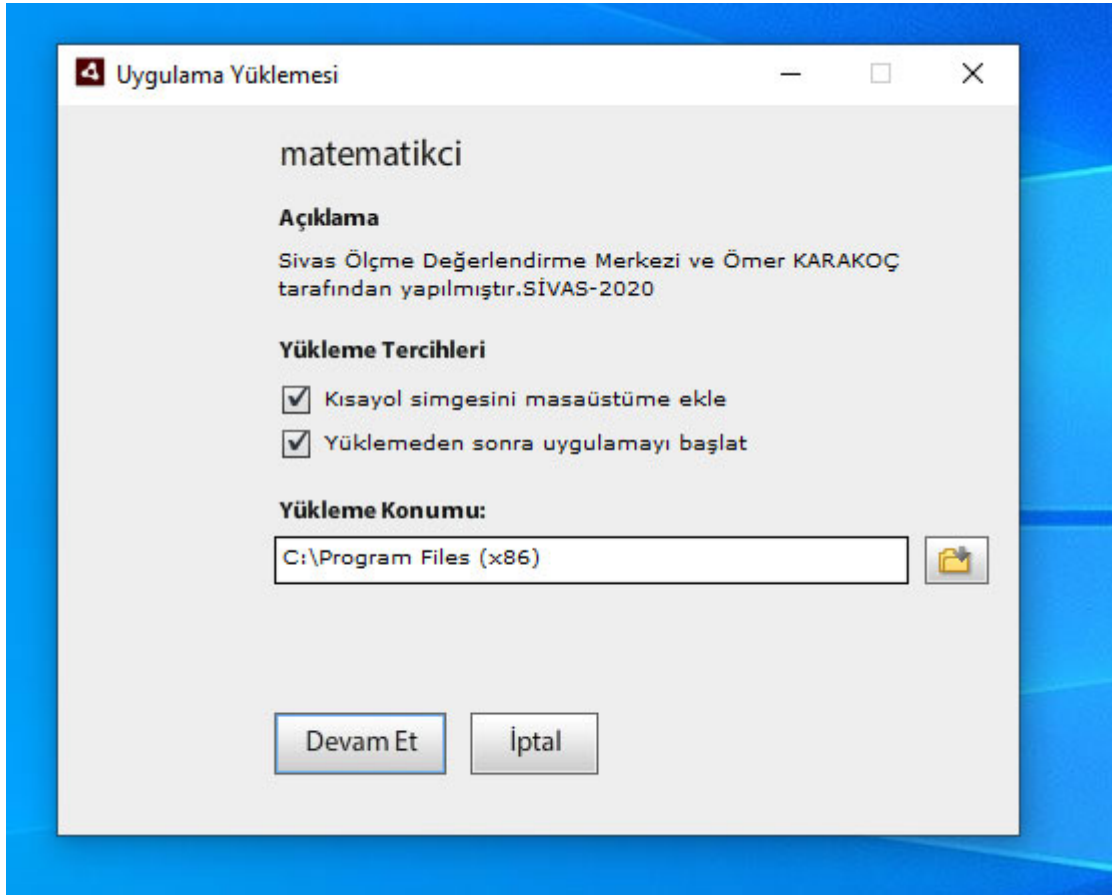 Uygulama Yüklemesi
matematikci
Açıklama
Sivas Ölçme Değerlendirme Merkezi ve Ömer KARAKOÇ
tarafından yapılmıştır.SİVAS-2020
Yükleme Tercihleri
Kısayol simgesini masaüstüme ekle
Yüklemeden sonra uygulamayı başlat
Yükleme Konumu:
C:\Program Files (x86)
Devam Et İptal